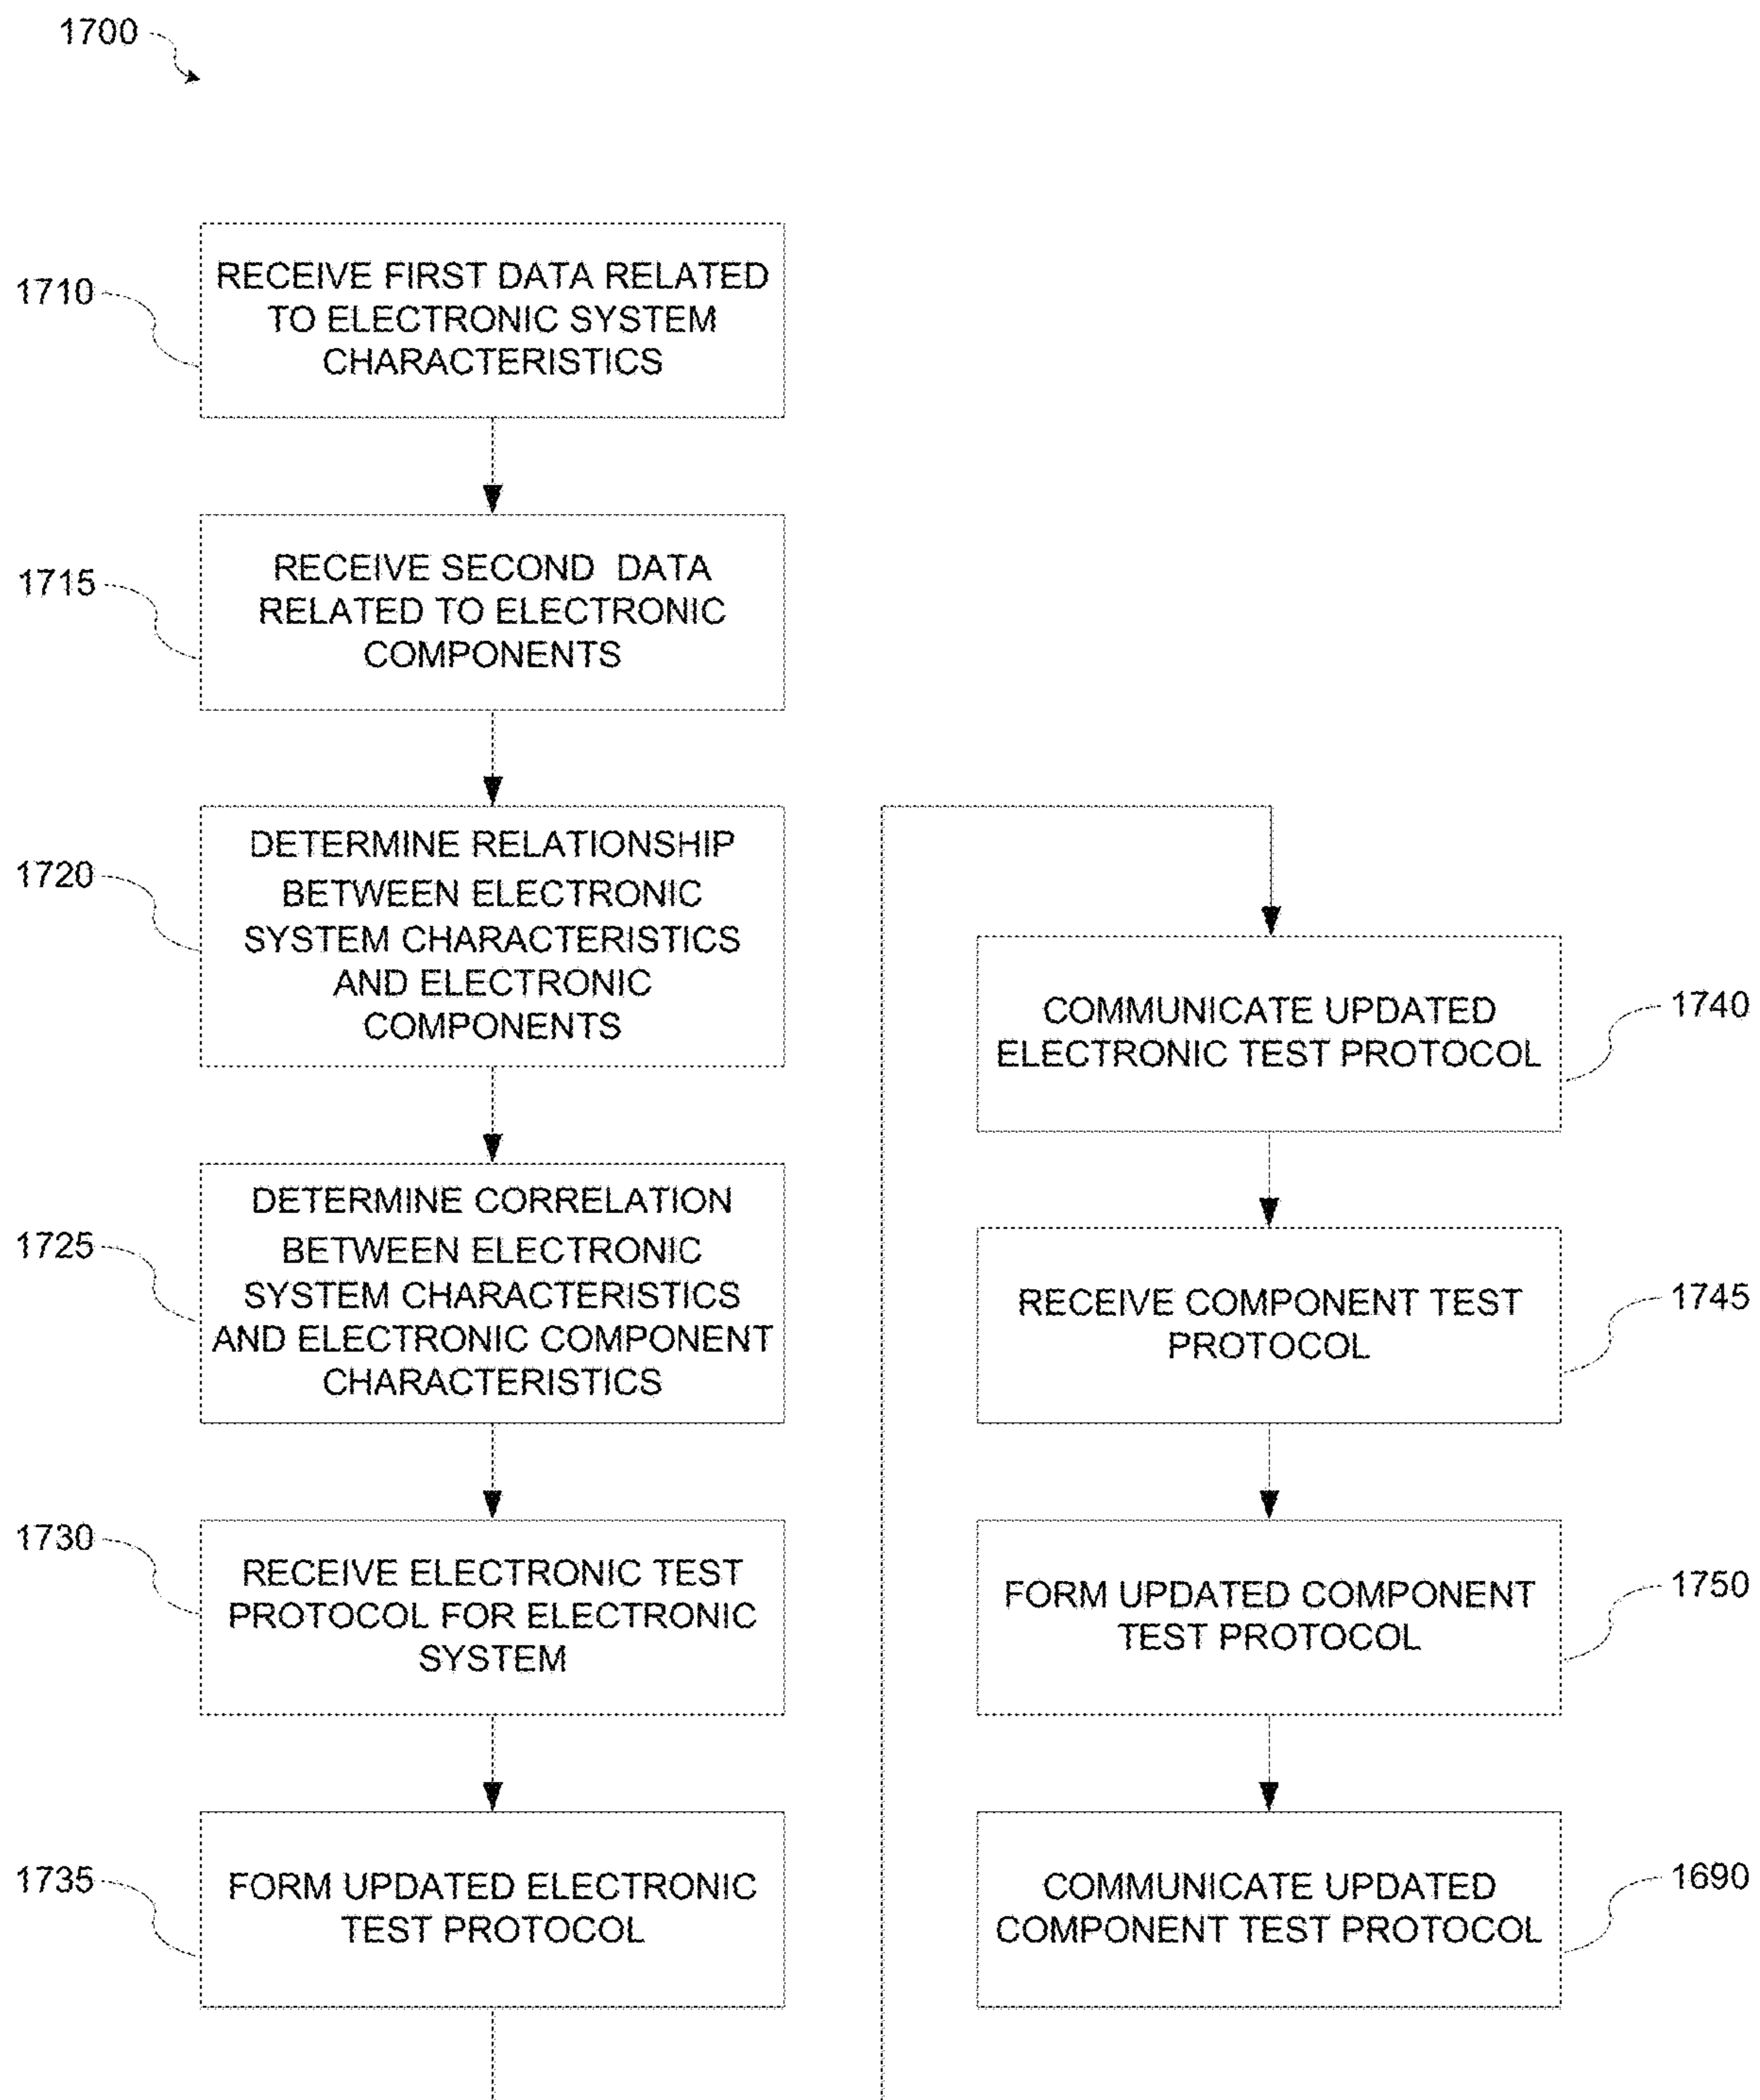 1700
1710
RECEIVE FIRST DATA RELATED
TO ELECTRONIC SYSTEM
CHARACTERISTICS
1715
RECEIVE SECOND DATA
RELATED TO ELECTRONIC
COMPONENTS
1720
DETERMINE RELATIONSHIP
BETWEEN ELECTRONIC
SYSTEM CHARACTERISTICS
AND ELECTRONIC
COMPONENTS
1725
DETERMINE CORRELATION
BETWEEN ELECTRONIC
SYSTEM CHARACTERISTICS
AND ELECTRONIC COMPONENT
CHARACTERISTICS
1730
RECEIVE ELECTRONIC TEST
PROTOCOL FOR ELECTRONIC
SYSTEM
1735
FORM UPDATED ELECTRONIC
TEST PROTOCOL
COMMUNICATE UPDATED
ELECTRONIC TEST PROTOCOL
1740
RECEIVE COMPONENT TEST
PROTOCOL
1745
FORM UPDATED COMPONENT
TEST PROTOCOL
1750
COMMUNICATE UPDATED
COMPONENT TEST PROTOCOL
1690